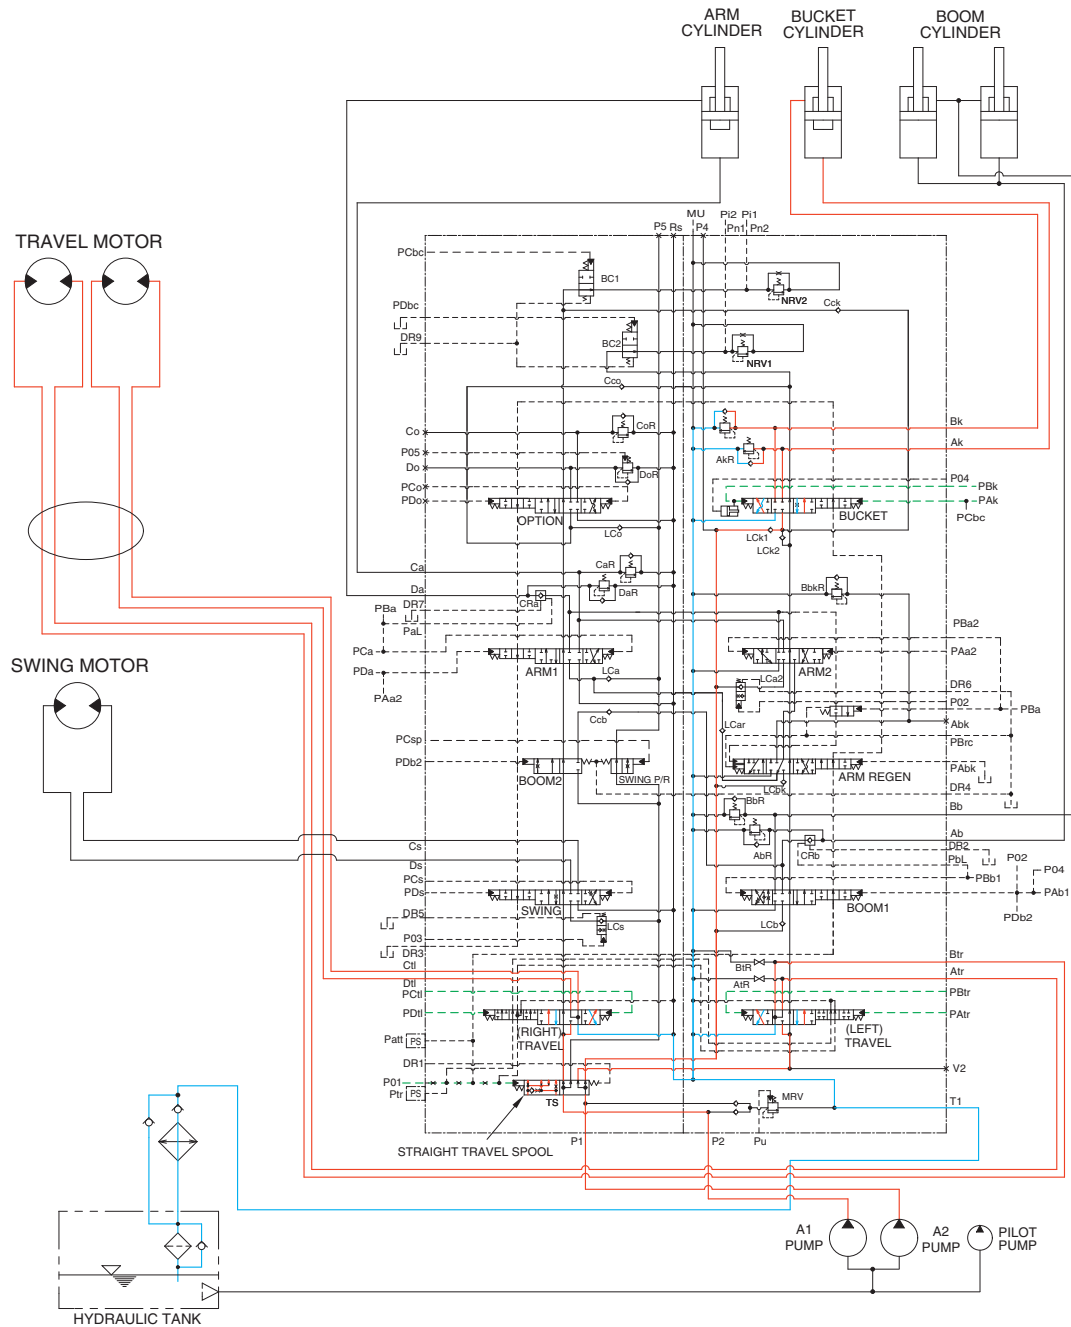 ARM
CYLINDER
BUCKET
CYLINDER
BOOM
CYLINDER
TRAVEL MOTOR
SWING MOTOR
P5 Rs
MU
P4
Pi2
Pn1
Pi1
Pn2
PCbc
BC1
NRV2
Cck
PDbc
DR9
BC2
NRV1
Cco
Co
CoR
Bk
Ak
P05
Do
DoR
AkR
P04
PCo
PDo
PBk
PAk
PCbc
OPTION
BUCKET
LCo
LCk1
LCk2
Ca
CaR
Da
DaR
CRa
BbkR
PBa
DR7
PaL
PBa2
PCa
PAa2
PDa
PAa2
ARM1
LCa
ARM2
LCa2
DR6
P02
PBa
Ccb
LCar
Abk
PCsp
PBrc
PDb2
BOOM2
SWING P/R
ARM REGEN
PAbk
LCbk
DR4
BbR
Bb
Ab
AbR
CRb
DR2
PbL
P02
P04
Cs
Ds
PCs
PDs
PBb1
PAb1
PDb2
SWING
BOOM1
DR5
LCs
LCb
P03
DR3
Ctl
Btr
BtR
Atr
AtR
Dtl
PCtl
PBtr
PDtl
PAtr
(RIGHT)
TRAVEL
(LEFT)
TRAVEL
Patt
PS
DR1
P01
Ptr
PS
TS
V2
MRV
T1
P1
P2
Pu
STRAIGHT TRAVEL SPOOL
A1
PUMP
A2
PUMP
PILOT
PUMP
HYDRAULIC TANK